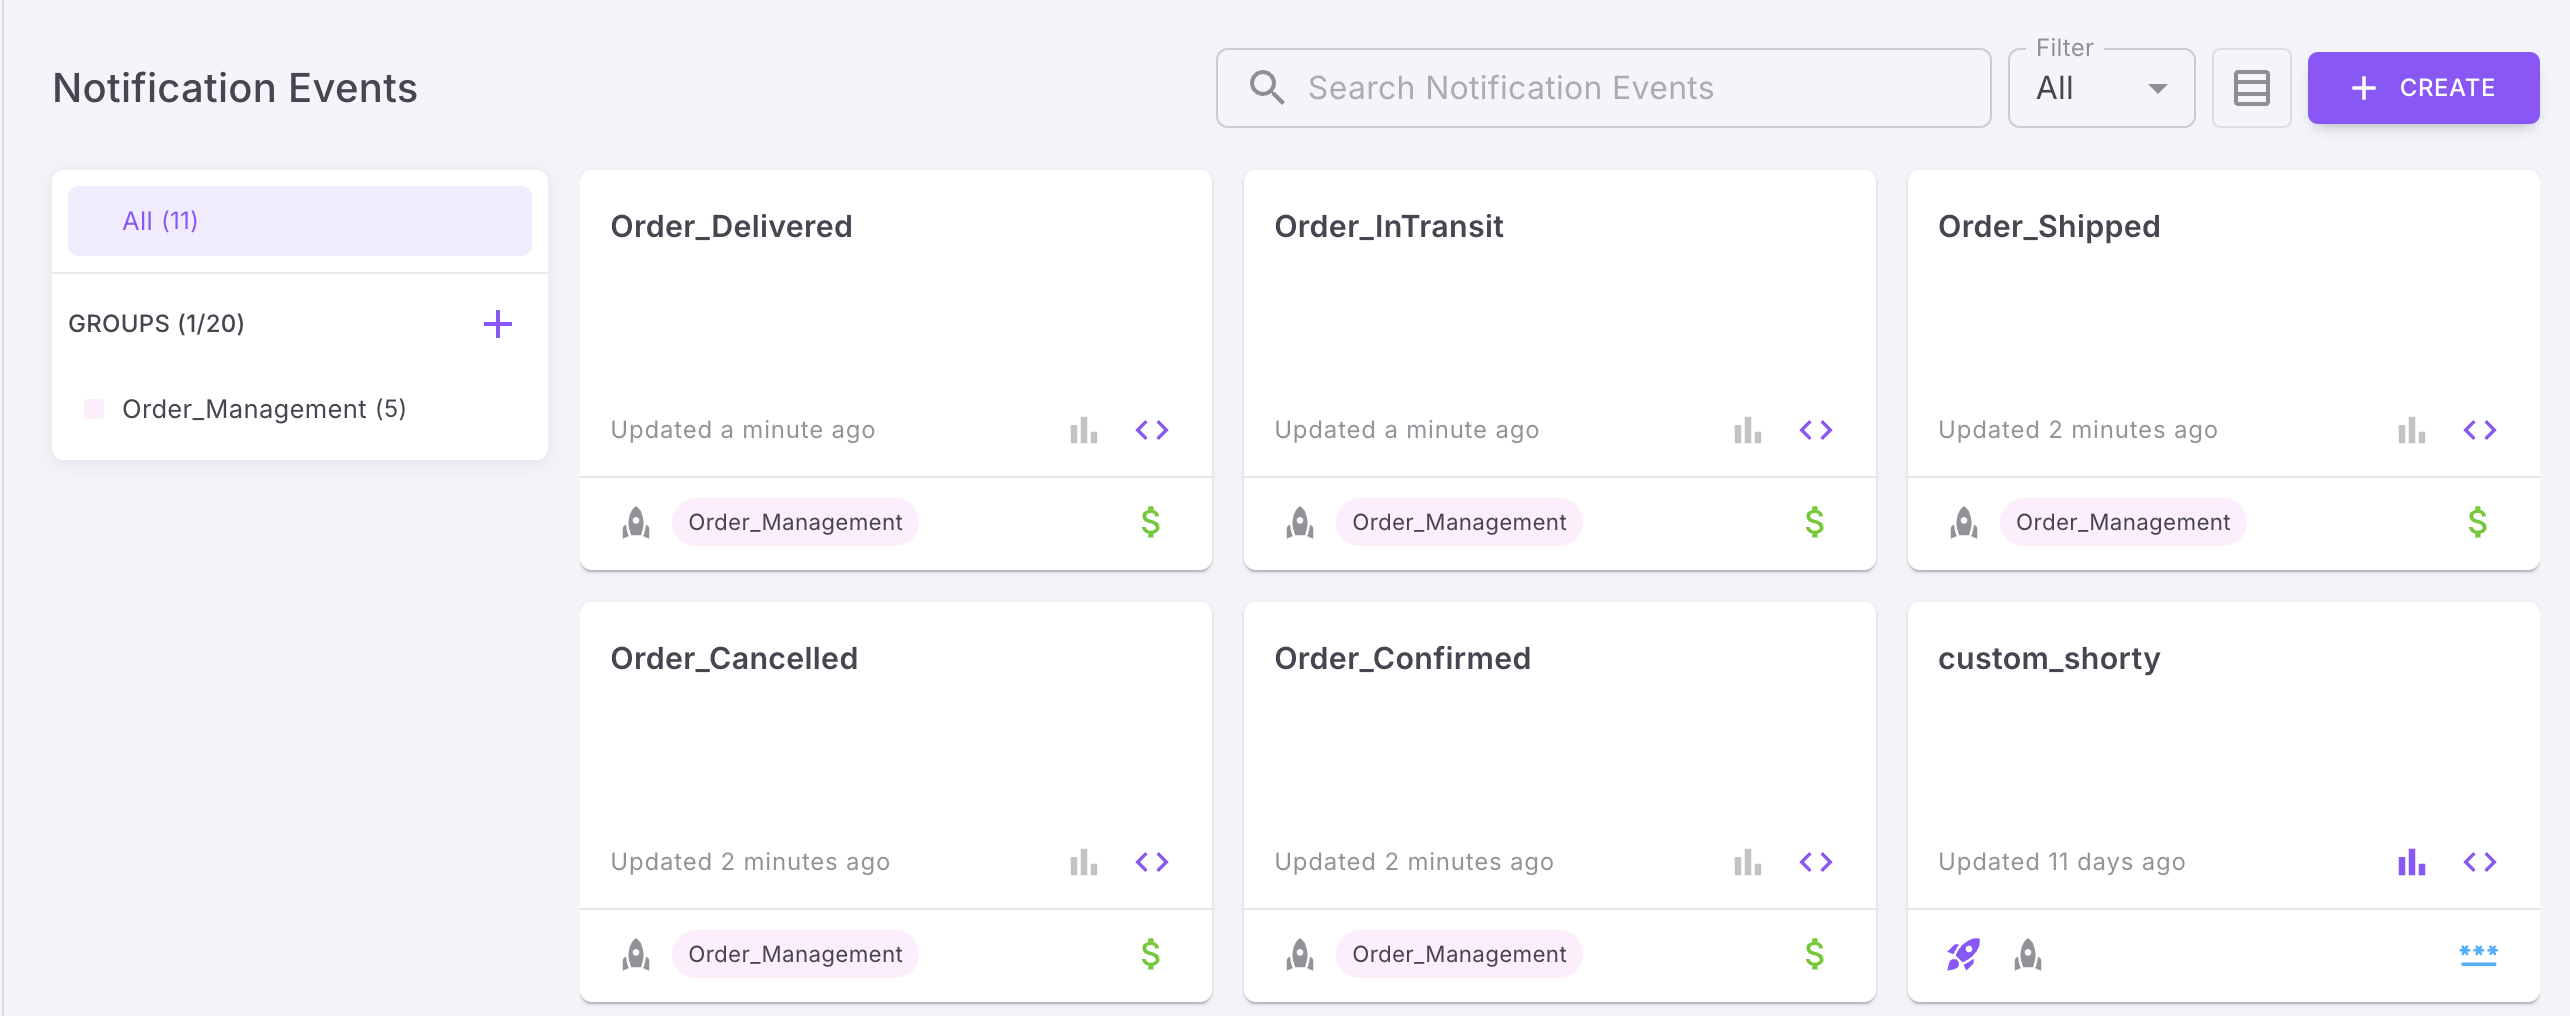 Notification Events
Search Notification Events
Filter
All
CREATE
All (11)
GROUPS (1/20)
Order_Management (5)
Order_Delivered
Updated a minute ago
Order_Management
Order_InTransit
Updated a minute ago
Order_Management
Order_Shipped
Updated 2 minutes ago
Order_Management
Order_Cancelled
Updated 2 minutes ago
Order_Management
Order_Confirmed
Updated 2 minutes ago
Order_Management
custom_shorty
Updated 11 days ago